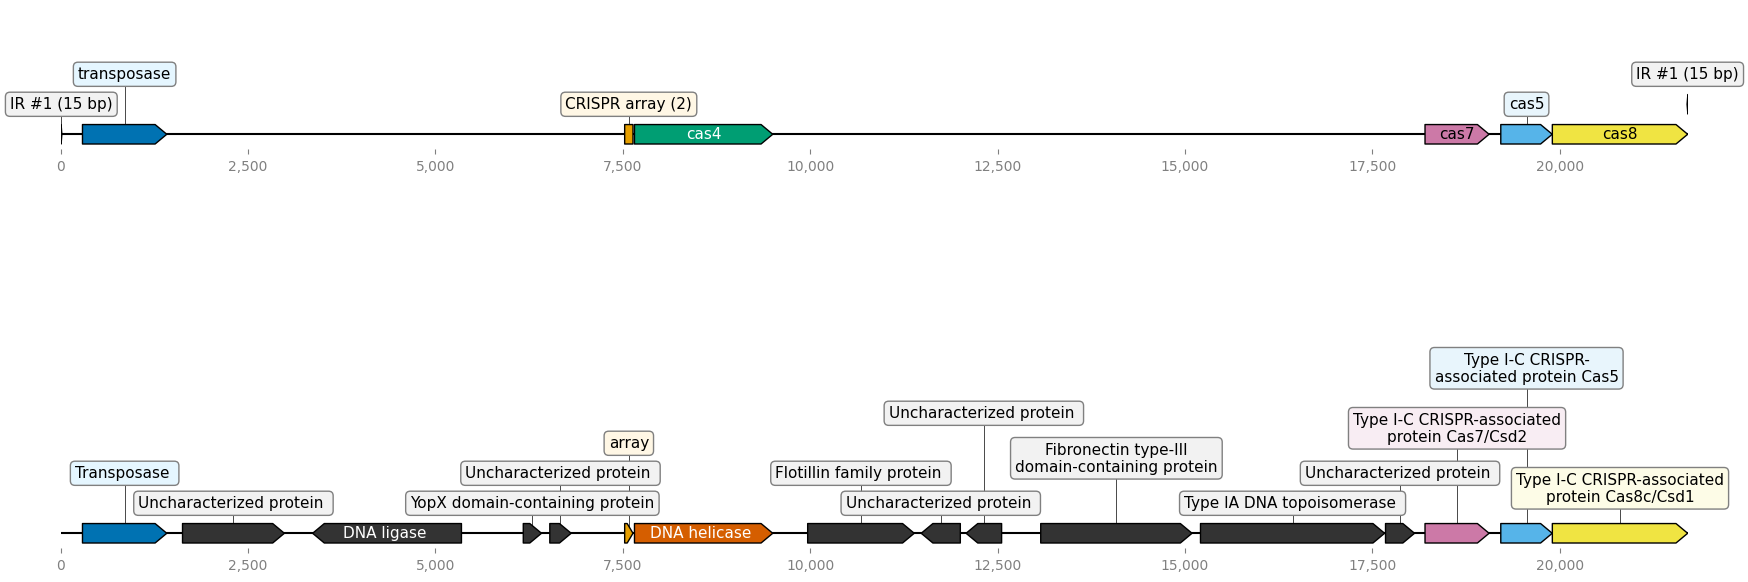 transposase
IR #1 (15 bp)
IR #1 (15 bp)
CRISPR array (2)
cas5
cas4
cas7
cas8
0
2,500
5,000
7,500
10,000
12,500
15,000
17,500
20,000
Type I-C CRISPR-
associated protein Cas5
Uncharacterized protein
Type I-C CRISPR-associated
protein Cas7/Csd2
array
Fibronectin type-III
domain-containing protein
Transposase
Uncharacterized protein
Flotillin family protein
Uncharacterized protein
Type I-C CRISPR-associated
protein Cas8c/Csd1
Uncharacterized protein
YopX domain-containing protein
Uncharacterized protein
Type IA DNA topoisomerase
DNA ligase
DNA helicase
0
2,500
5,000
7,500
10,000
12,500
15,000
17,500
20,000